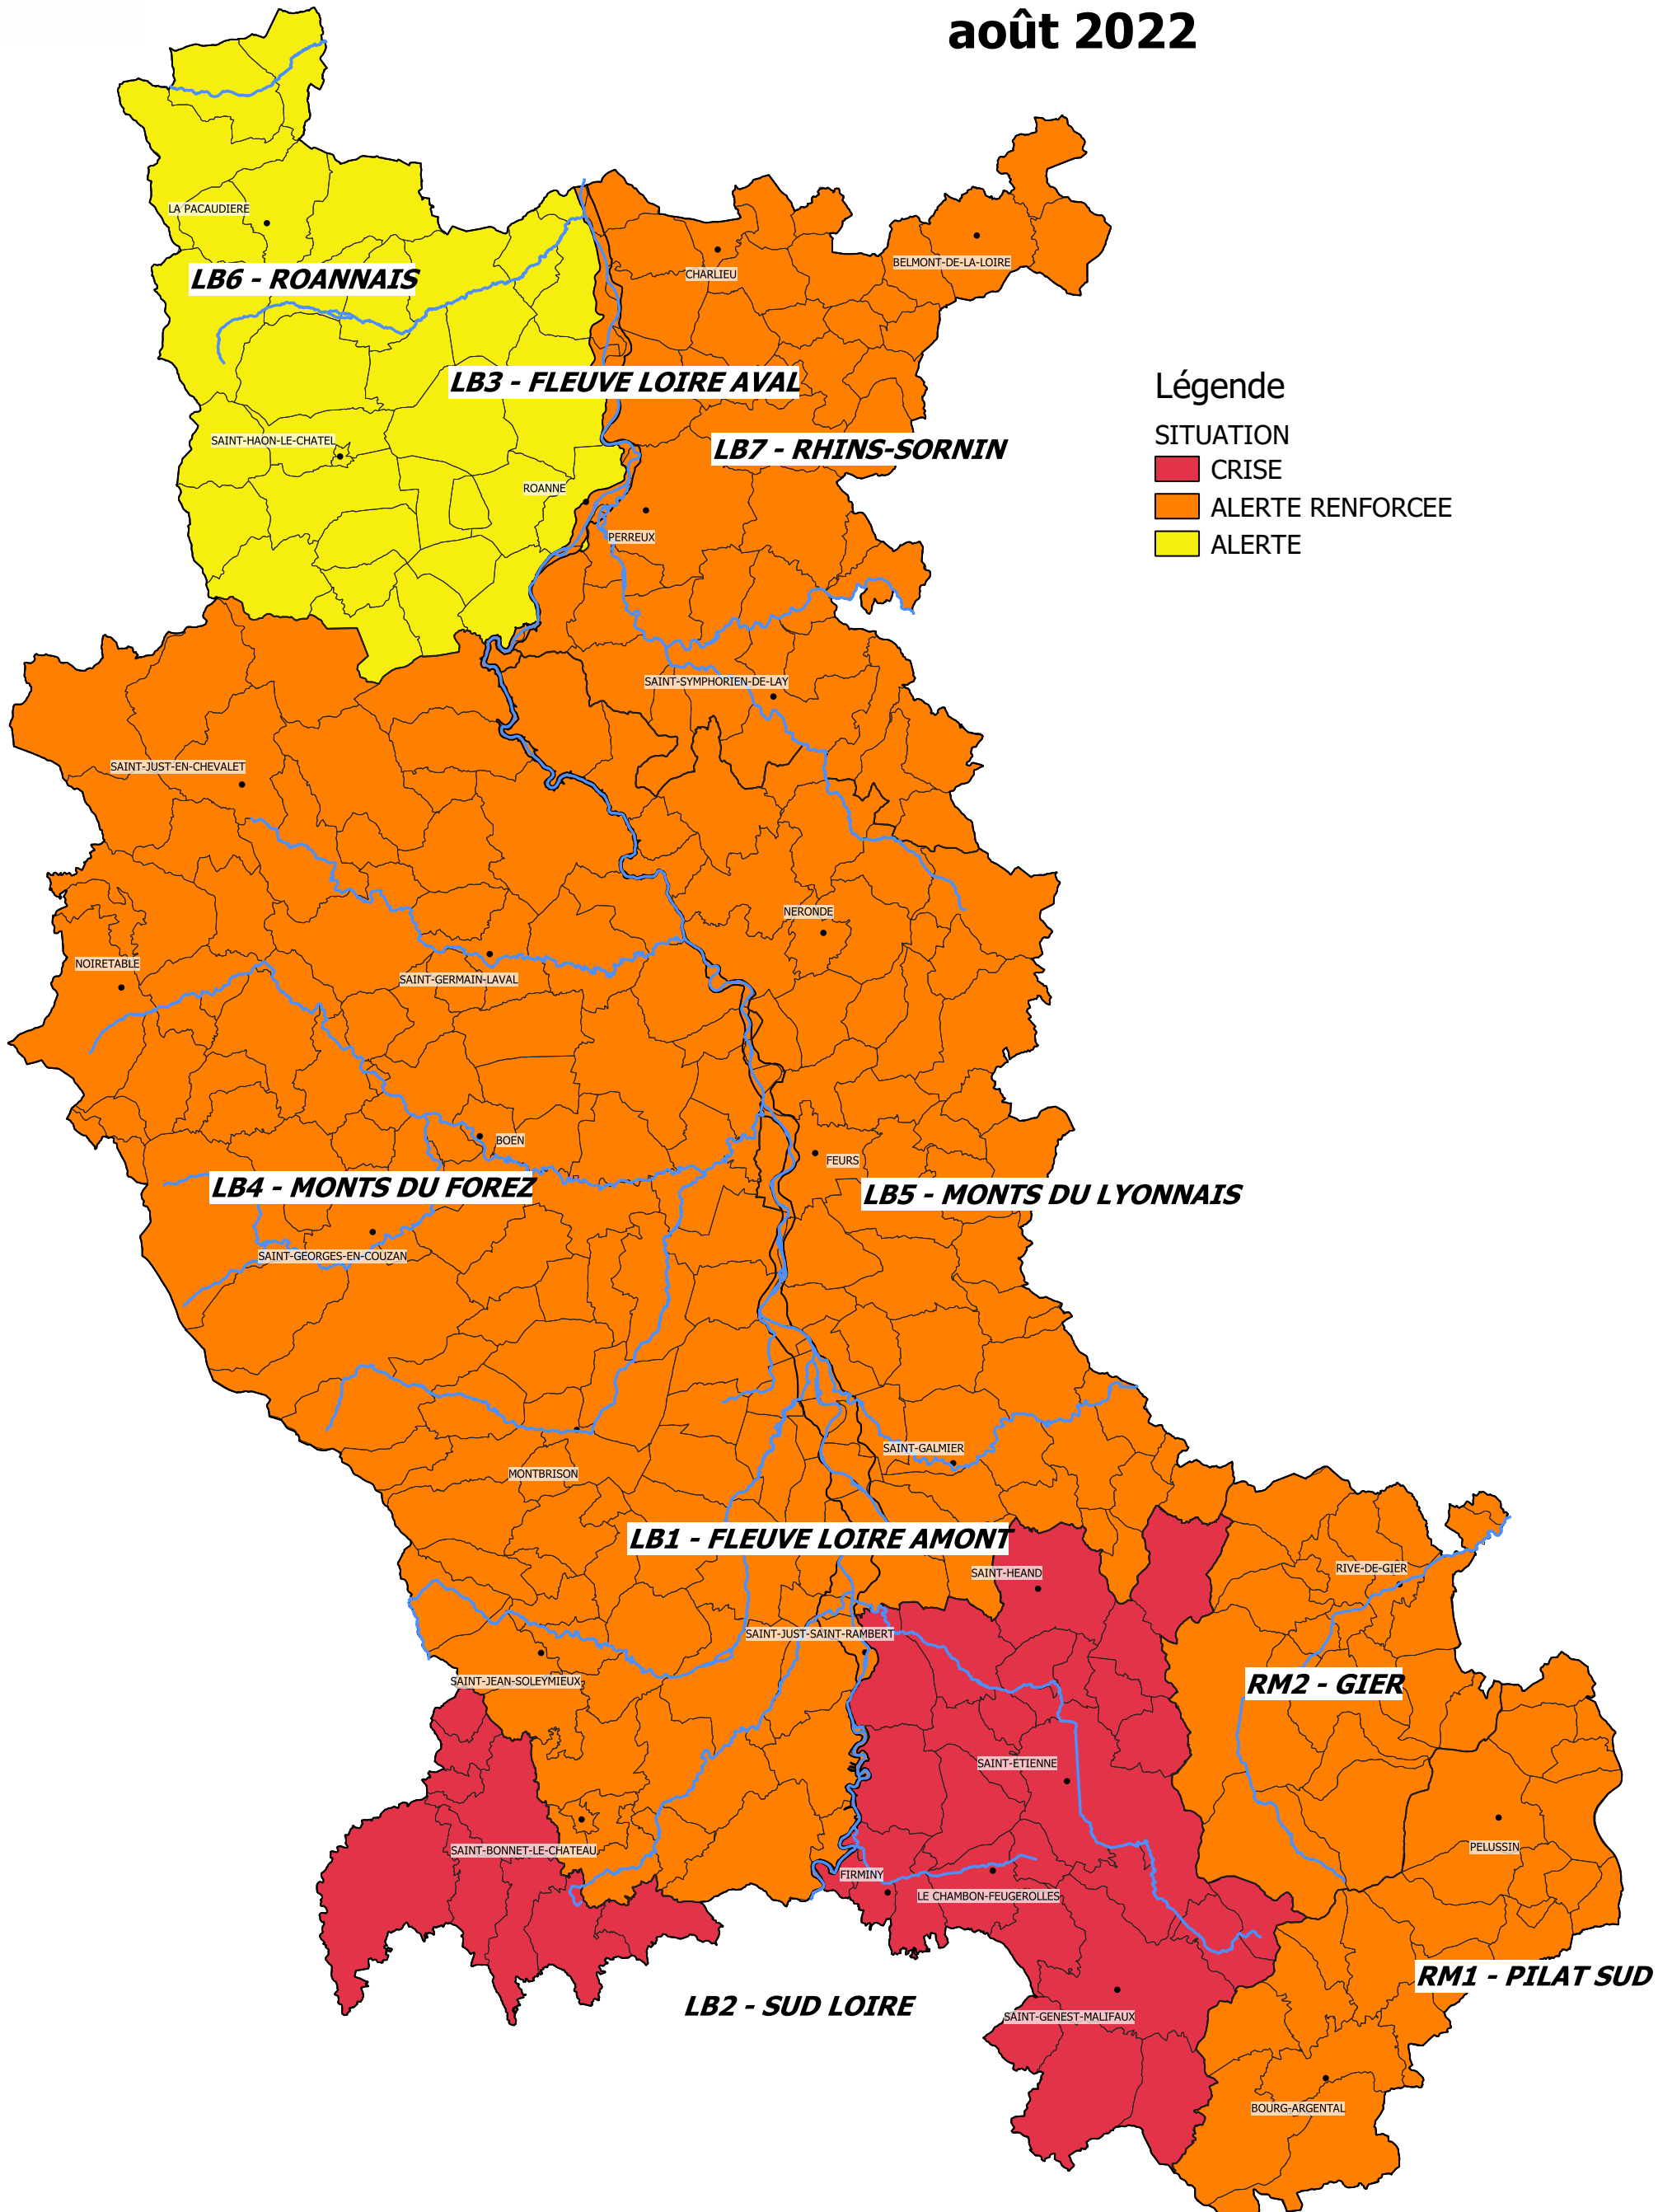 août 2022
LA PACAUDIERE
LB6 - ROANNAIS
CHARLIEU
BELMONT-DE-LA-LOIRE
LB3 - FLEUVE LOIRE AVAL
Légende
SITUATION
CRISE
ALERTE RENFORCEE
ALERTE
SAINT-HAON-LE-CHATEL
LB7 - RHINS-SORNIN
ROANNE
PERREUX
SAINT-SYMPHORIEN-DE-LAY
SAINT-JUST-EN-CHEVALET
NERONDE
NOIRETABLE
SAINT-GERMAIN-LAVAL
BOEN
FEURS
LB4 - MONTS DU FOREZ
LB5 - MONTS DU LYONNAIS
SAINT-GEORGES-EN-COUZAN
SAINT-GALMIER
MONTBRISON
LB1 - FLEUVE LOIRE AMONT
SAINT-HEAND
RIVE-DE-GIER
SAINT-JUST-SAINT-RAMBERT
SAINT-JEAN-SOLEYMIEUX
RM2 - GIER
SAINT-ETIENNE
SAINT-BONNET-LE-CHATEAU
PELUSSIN
FIRMINY
LE CHAMBON-FEUGEROLLES
RM1 - PILAT SUD
LB2 - SUD LOIRE
SAINT-GENEST-MALIFAUX
BOURG-ARGENTAL